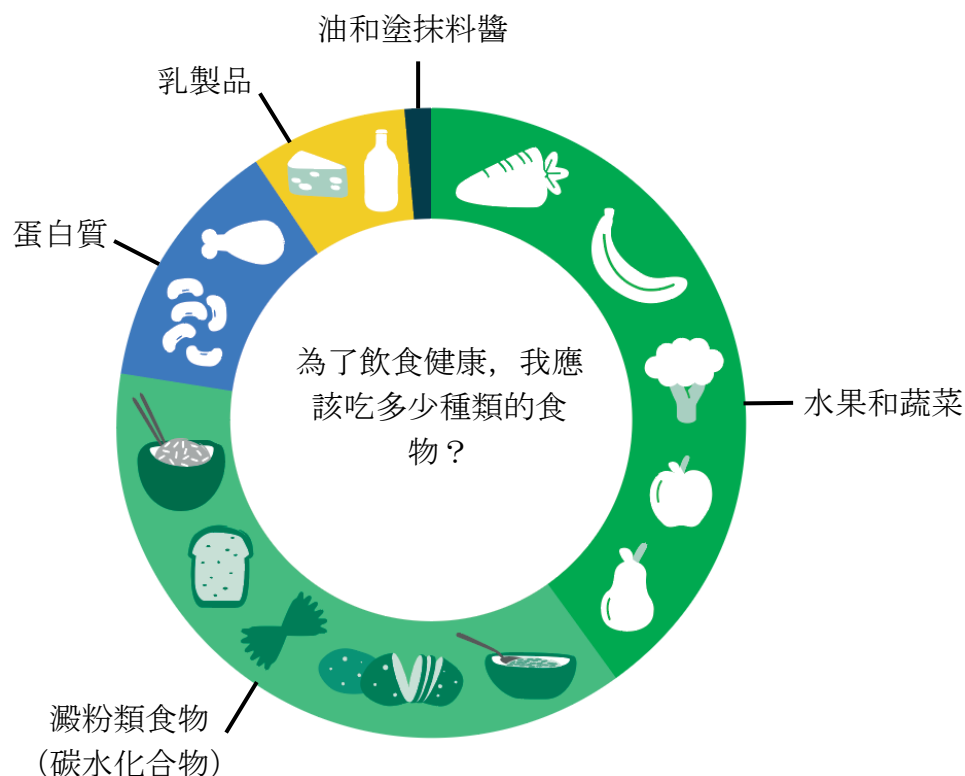 油和塗抹料醬
乳製品
蛋白質
為了飲食健康，我應
該吃多少種類的食
物？
水果和蔬菜
澱粉類食物
（碳水化合物）